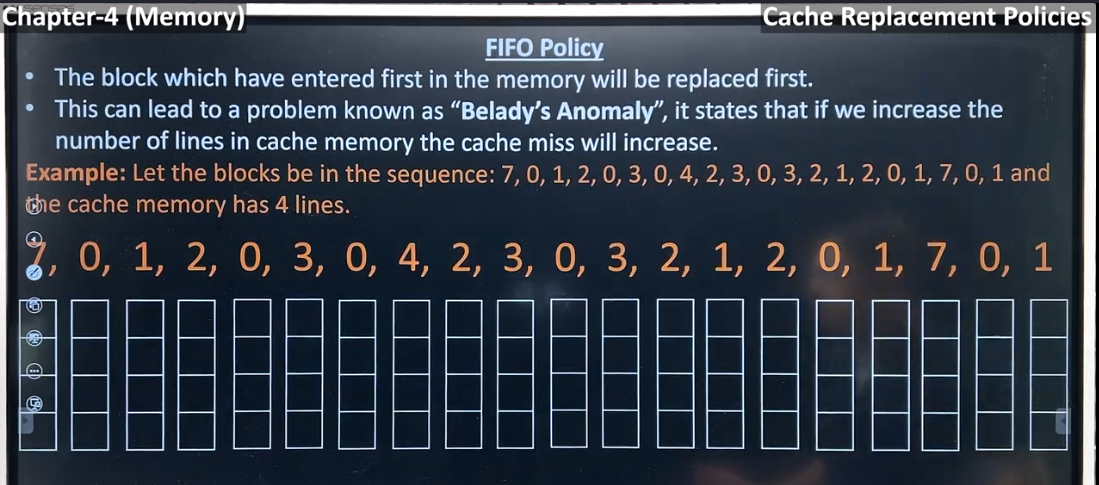 Chapter-4 (Memory)
Cache Replacement Policies
FIFO Policy
• The block which have entered first in the memory will be replaced first.
• This can lead to a problem known as “Belady’s Anomaly”, it states that if we increase the
number of lines in cache memory the cache miss will increase.
Example: Let the blocks be in the sequence: 7, 0, 1, 2, 0, 3, 0, 4, 2, 3, 0, 3, 2, 1, 2, 0, 1, 7, 0, 1 and
the cache memory has 4 lines.
7, 0, 1, 2, 0, 3, 0, 4, 2, 3, 0, 3, 2, 1, 2, 0, 1, 7, 0, 1